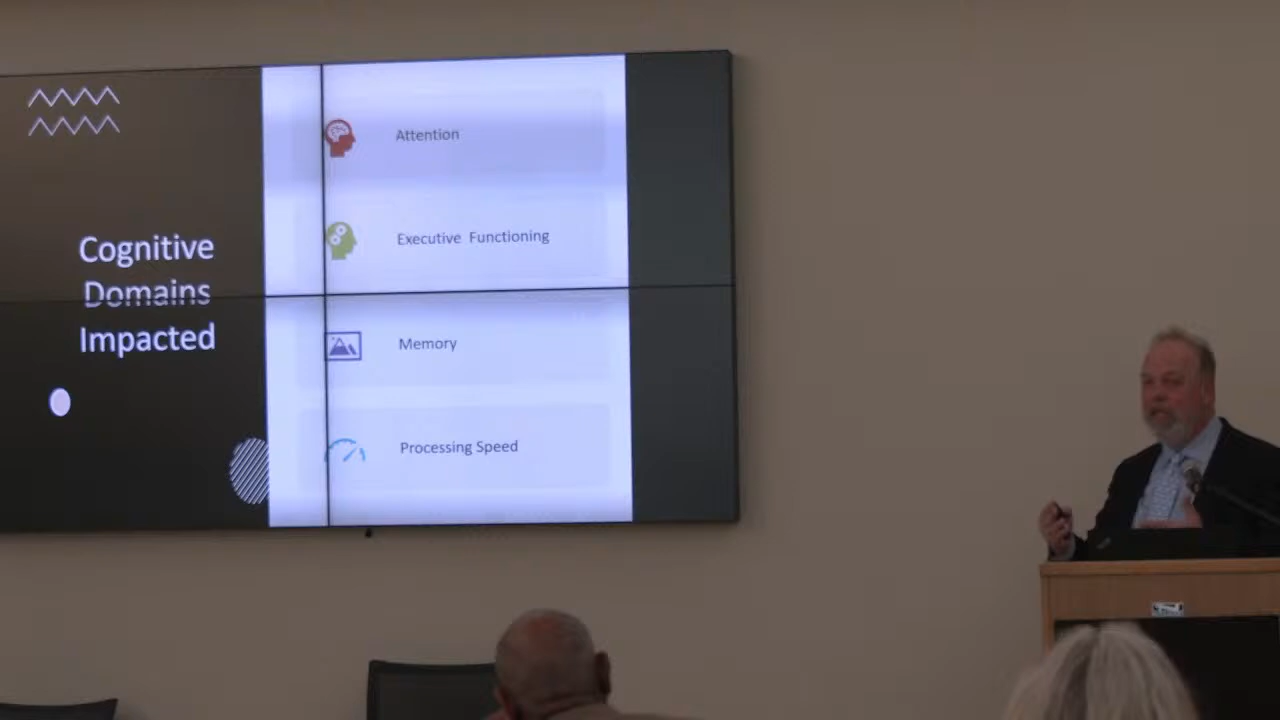 Cognitive
Domains
Impacted
Attention
Executive Functioning
Memory
Processing Speed